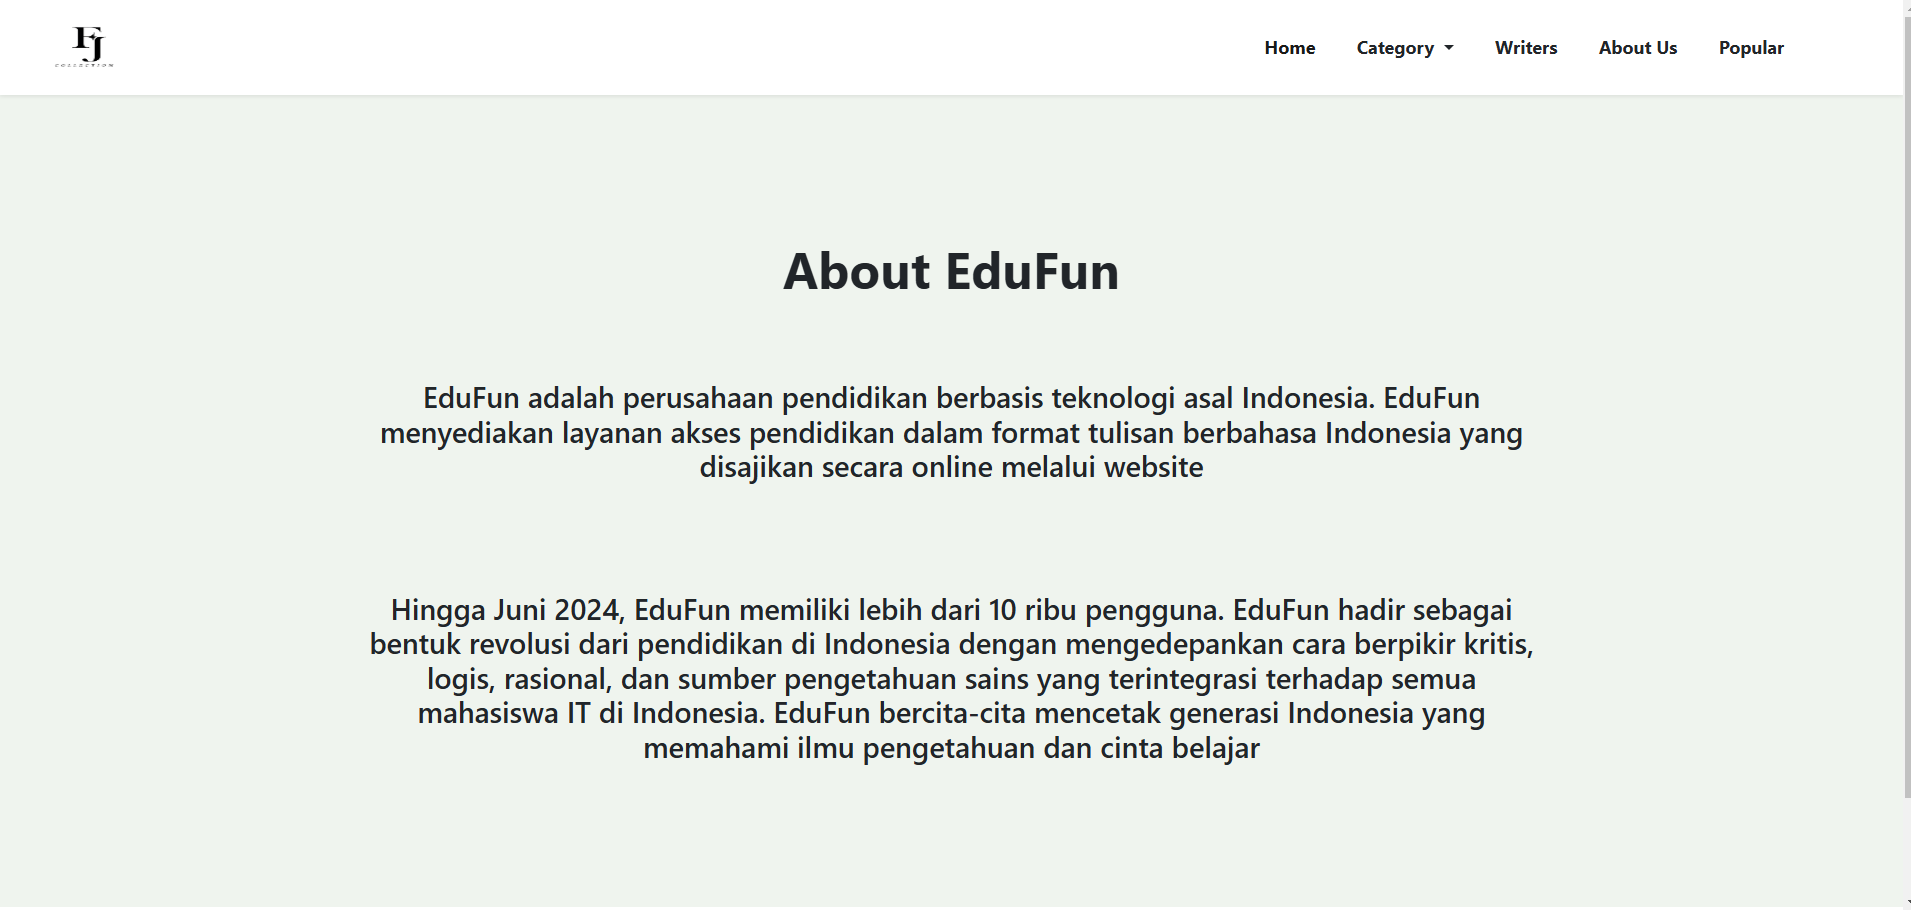 FJ
COLLECTION
Home Category Writers About Us Popular
About EduFun
EduFun adalah perusahaan pendidikan berbasis teknologi asal Indonesia. EduFun
menyediakan layanan akses pendidikan dalam format tulisan berbahasa Indonesia yang
disajikan secara online melalui website
Hingga Juni 2024, EduFun memiliki lebih dari 10 ribu pengguna. EduFun hadir sebagai
bentuk revolusi dari pendidikan di Indonesia dengan mengedepankan cara berpikir kritis,
logis, rasional, dan sumber pengetahuan sains yang terintegrasi terhadap semua
mahasiswa IT di Indonesia. EduFun bercita-cita mencetak generasi Indonesia yang
memahami ilmu pengetahuan dan cinta belajar